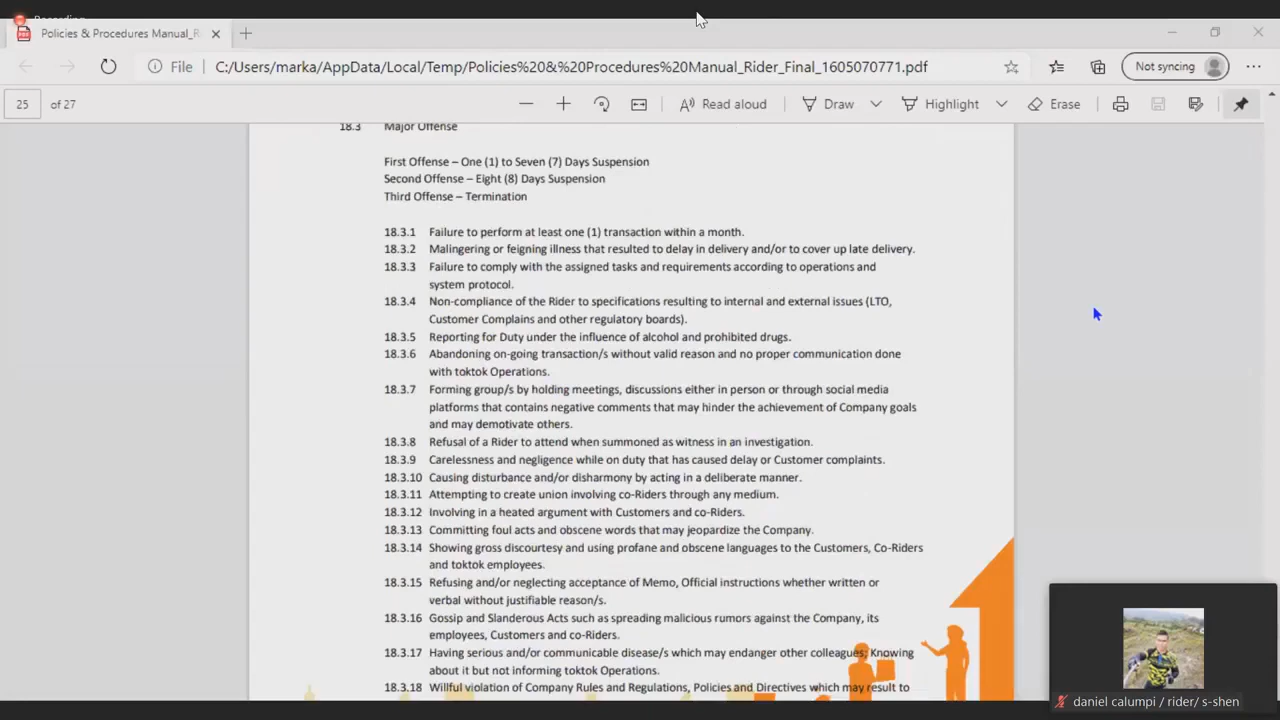 Recording
Policies & Procedures Manual_R
File
C:/Users/marka/AppData/Local/Temp/Policies%20&%20Procedures%20Manual_Rider_Final_1605070771.pdf
Not syncing
25 of 27
Read aloud
Draw
Highlight
Erase
18.3 Major Offense
First Offense – One (1) to Seven (7) Days Suspension
Second Offense – Eight (8) Days Suspension
Third Offense – Termination
18.3.1 Failure to perform at least one (1) transaction within a month.
18.3.2 Malingering or feigning illness that resulted to delay in delivery and/or to cover up late delivery.
18.3.3 Failure to comply with the assigned tasks and requirements according to operations and
system protocol.
18.3.4 Non-compliance of the Rider to specifications resulting to internal and external issues (LTO,
Customer Complains and other regulatory boards).
18.3.5 Reporting for Duty under the influence of alcohol and prohibited drugs.
18.3.6 Abandoning on-going transaction/s without valid reason and no proper communication done
with toktok Operations.
18.3.7 Forming group/s by holding meetings, discussions either in person or through social media
platforms that contains negative comments that may hinder the achievement of Company goals
and may demotivate others.
18.3.8 Refusal of a Rider to attend when summoned as witness in an investigation.
18.3.9 Carelessness and negligence while on duty that has caused delay or Customer complaints.
18.3.10 Causing disturbance and/or disharmony by acting in a deliberate manner.
18.3.11 Attempting to create union involving co-Riders through any medium.
18.3.12 Involving in a heated argument with Customers and co-Riders.
18.3.13 Committing foul acts and obscene words that may jeopardize the Company.
18.3.14 Showing gross discourtesy and using profane and obscene languages to the Customers, Co-Riders
and toktok employees.
18.3.15 Refusing and/or neglecting acceptance of Memo, Official instructions whether written or
verbal without justifiable reason/s.
18.3.16 Gossip and Slanderous Acts such as spreading malicious rumors against the Company, its
employees, Customers and co-Riders.
18.3.17 Having serious and/or communicable disease/s which may endanger other colleagues; Knowing
about it but not informing toktok Operations.
18.3.18 Willful violation of Company Rules and Regulations, Policies and Directives which may result to
daniel calumpi / rider/ s-shen